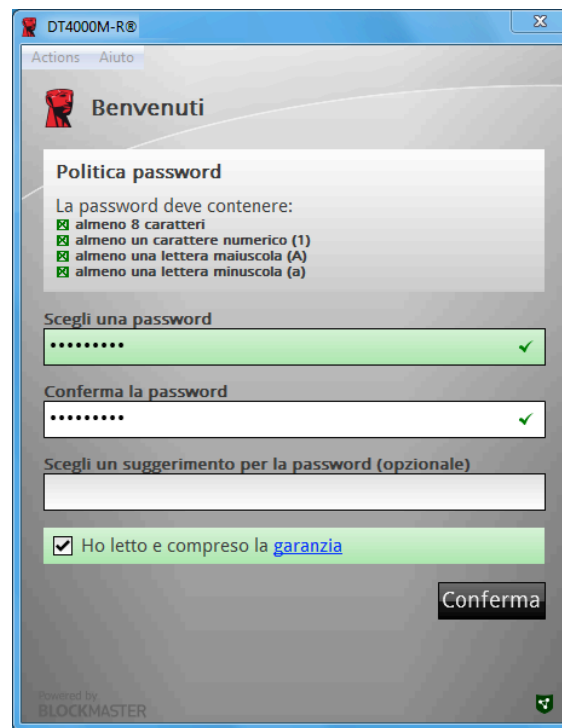 DT4000M-R®
Actions Aiuto
Benvenuti
Politica password
La password deve contenere:
almeno 8 caratteri
almeno un carattere numerico (1)
almeno una lettera maiuscola (A)
almeno una lettera minuscola (a)
Scegli una password
•••••••••
Conferma la password
•••••••••
Scegli un suggerimento per la password (opzionale)
Ho letto e compreso la garanzia
Conferma
Powered by
BLOCKMASTER